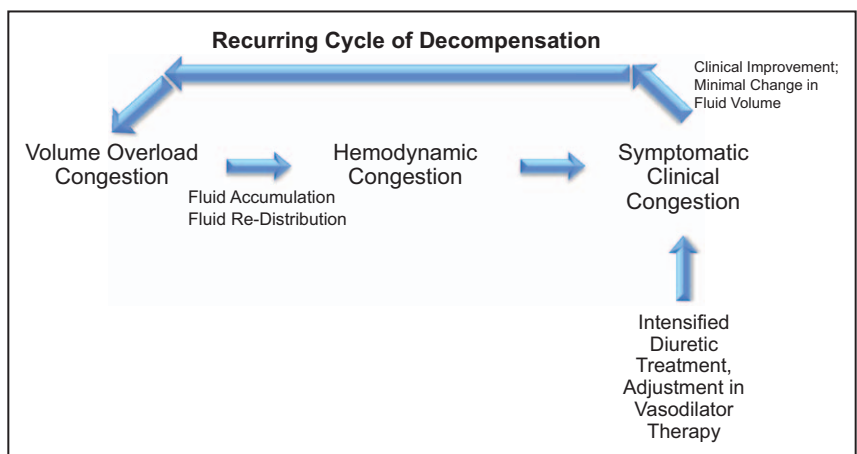 Recurring Cycle of Decompensation
Clinical Improvement;
Minimal Change in
Fluid Volume
Volume Overload
Congestion
Fluid Accumulation
Fluid Re-Distribution
Hemodynamic
Congestion
Symptomatic
Clinical
Congestion
Intensified
Diuretic
Treatment,
Adjustment in
Vasodilator
Therapy